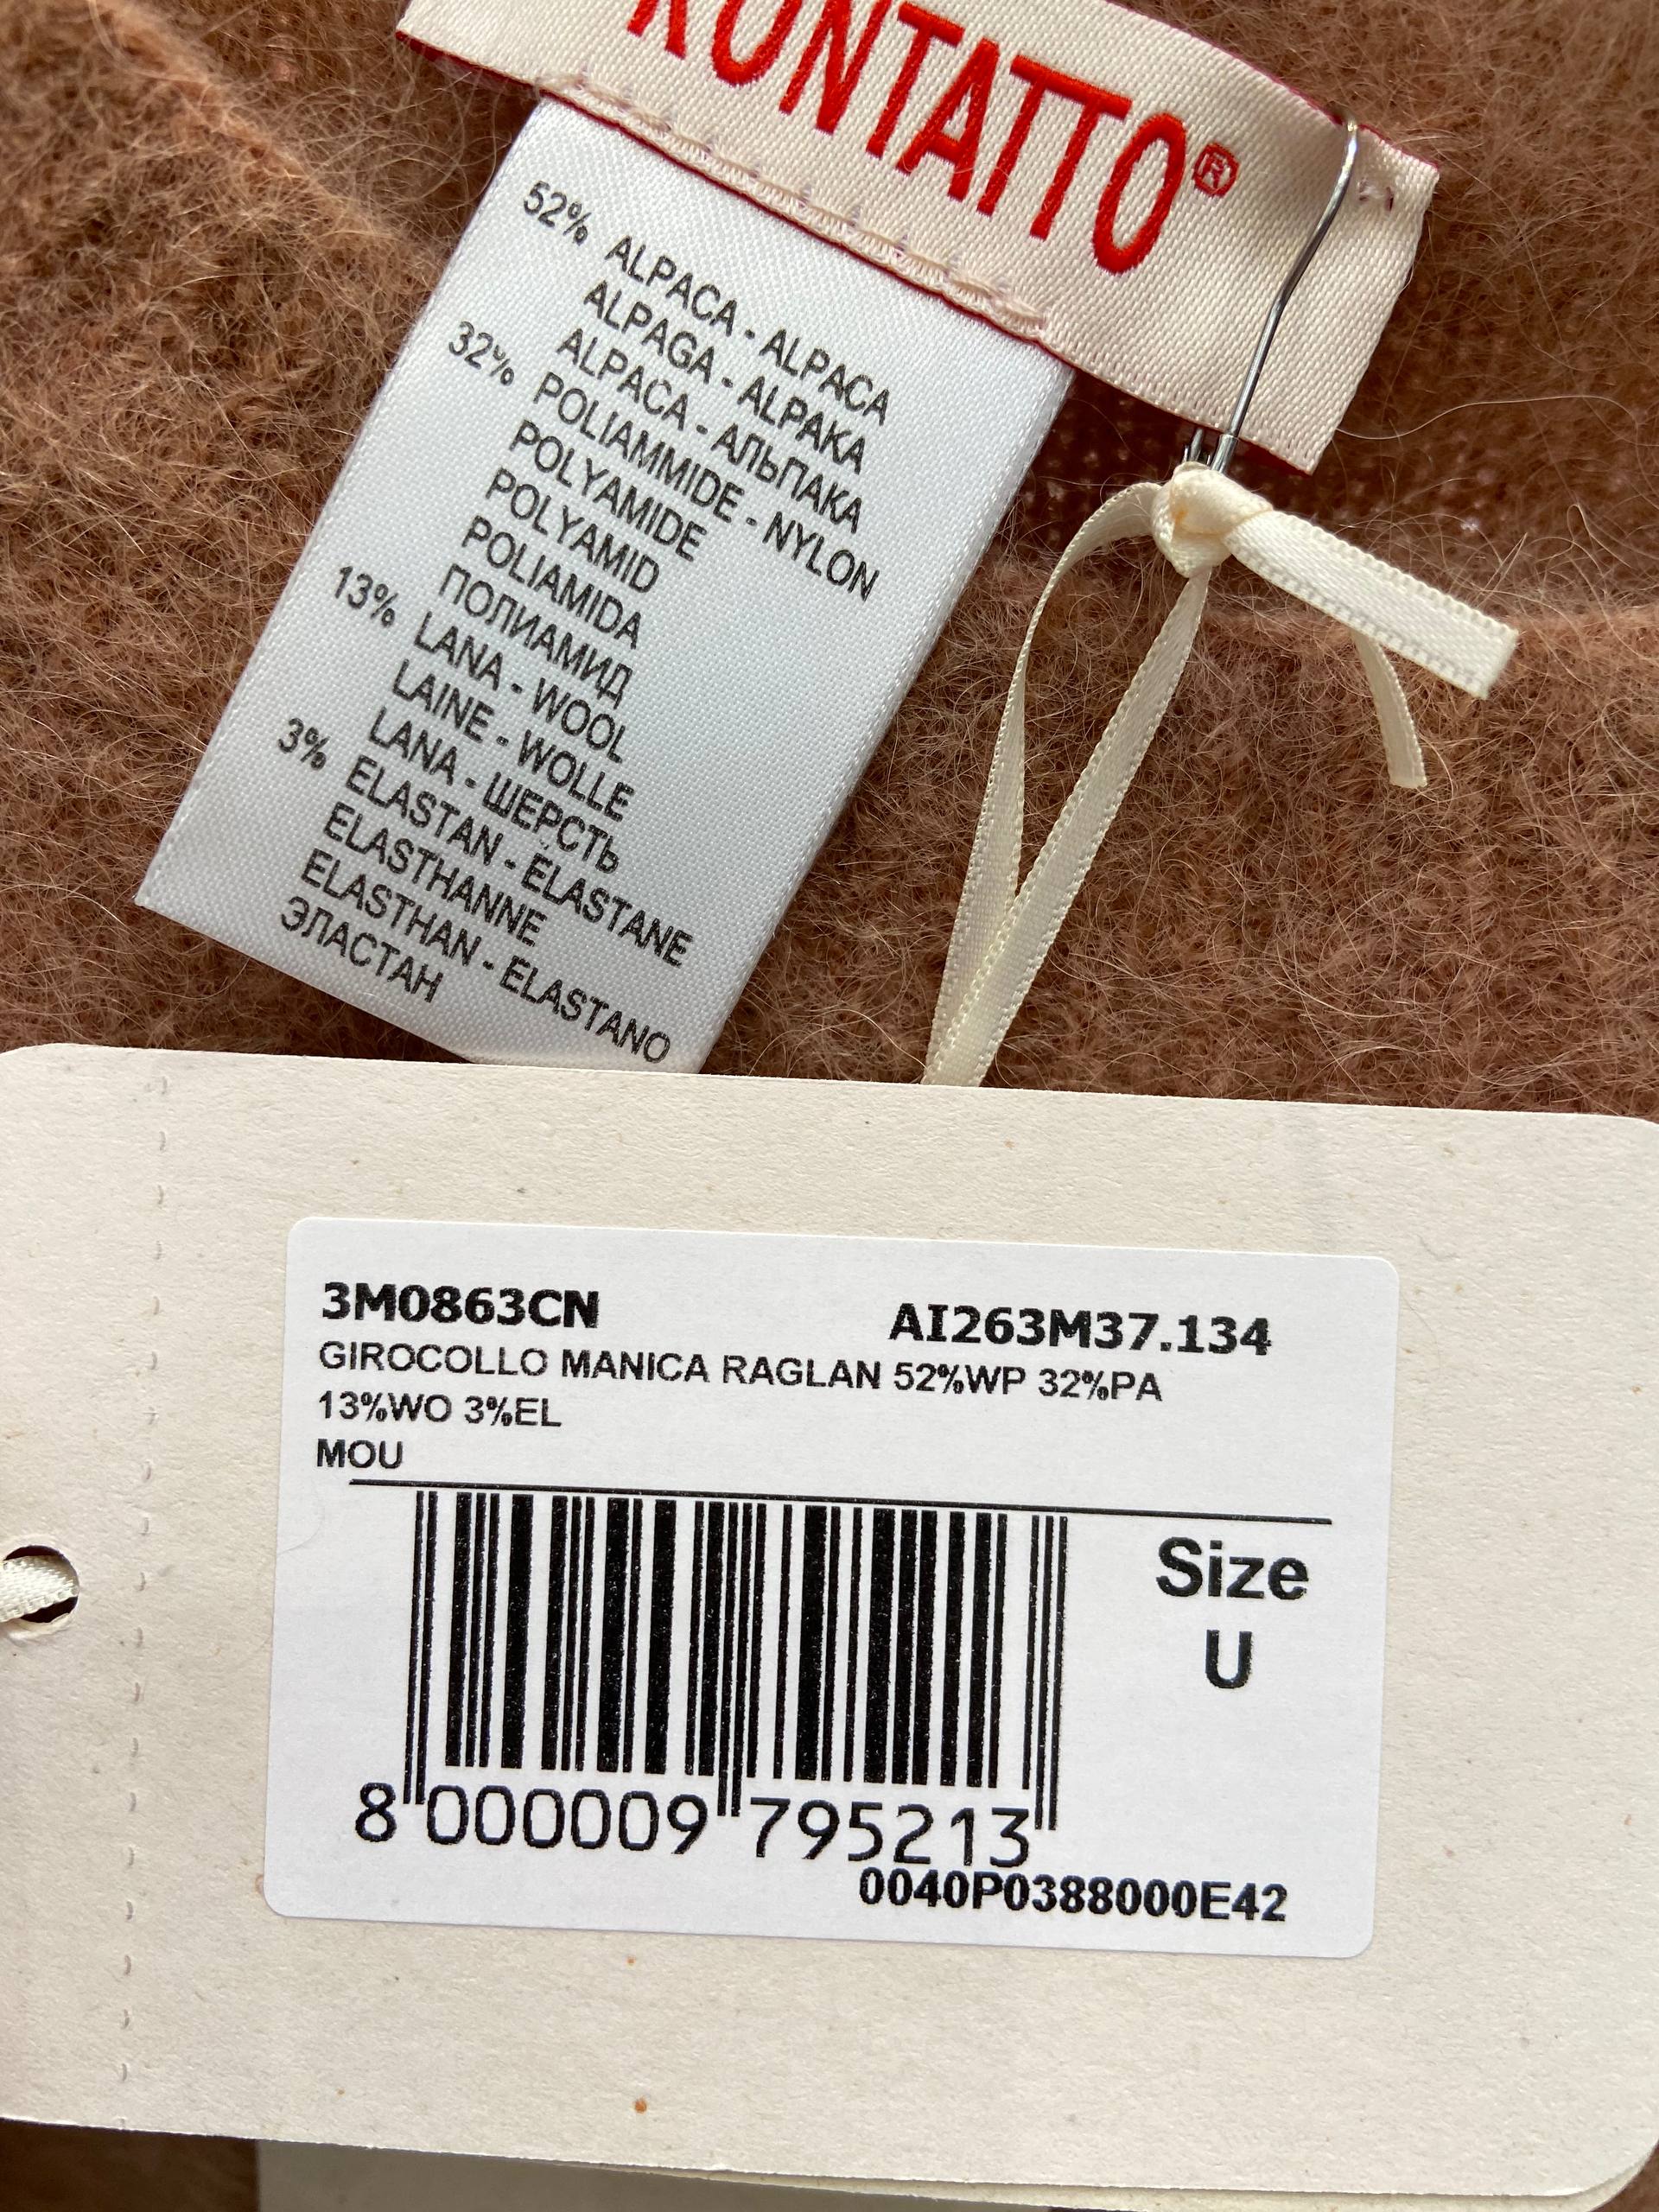 KONTATTO®
52% ALPACA - ALPACA
ALPAGA - ALPAKA
ALPACA - АЛЬПАКА
32% POLIAMMIDE - NYLON
POLYAMIDE
POLYAMID
POLIAMIDA
ПОЛИАМИД
13% LANA - WOOL
LAINE - WOLLE
LANA - ШЕРСТЬ
3% ELASTAN - ELASTANE
ELASTHANNE
ELASTHAN - ELASTANO
ЭЛАСТАН
3M0863CN AI263M37.134
GIROCOLLO MANICA RAGLAN 52%WP 32%PA
13%WO 3%EL
MOU
Size
U
8 000009 795213
0040P0388000E42